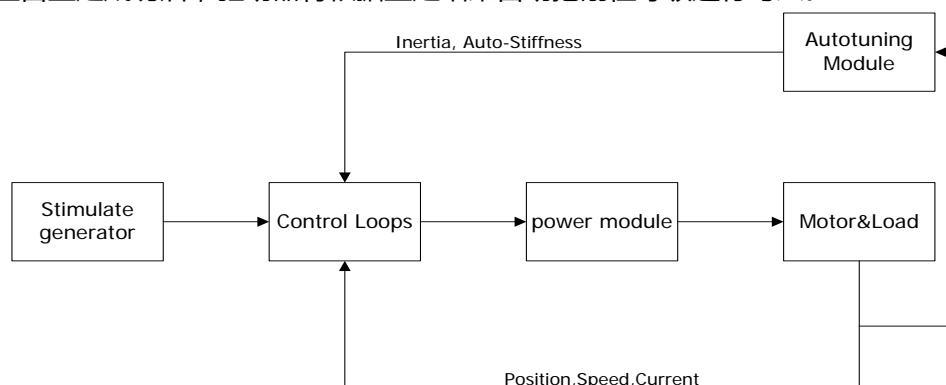 Inertia, Auto-Stiffness
Autotuning
Module
Stimulate
generator
Control Loops
power module
Motor&Load
Position,Speed,Current